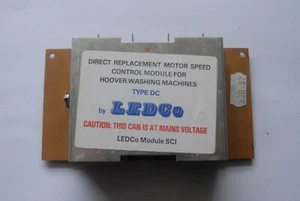 DIRECT REPLACEMENT MOTOR SPEED
CONTROL MODULE FOR
HOOVER WASHING MACHINES
TYPE DC
by LEDCo
CAUTION: THIS CAN IS AT MAINS VOLTAGE
LEDCo Module SCI